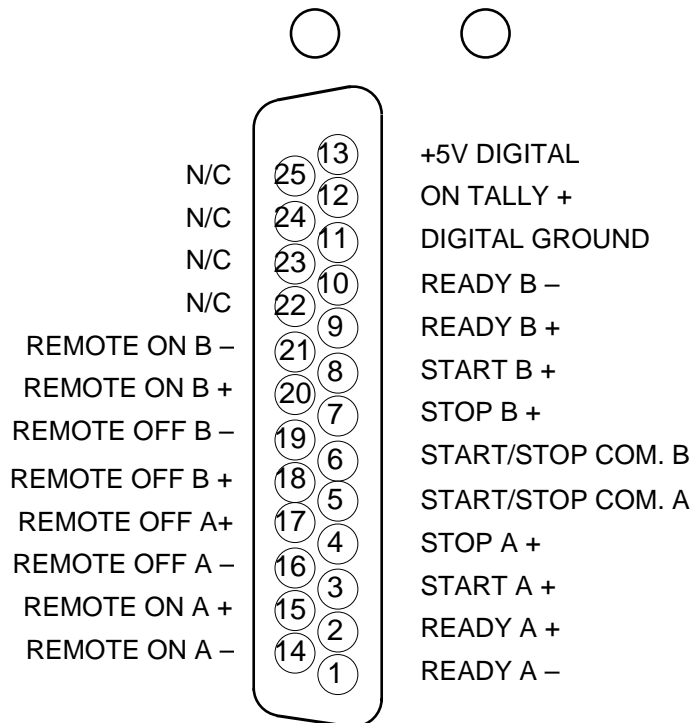 13 +5V DIGITAL
N/C 25
12 ON TALLY +
N/C 24
11 DIGITAL GROUND
N/C 23
10 READY B –
N/C 22
9 READY B +
REMOTE ON B – 21
8 START B +
REMOTE ON B + 20
7 STOP B +
REMOTE OFF B – 19
6 START/STOP COM. B
REMOTE OFF B + 18
5 START/STOP COM. A
REMOTE OFF A+ 17
4 STOP A +
REMOTE OFF A – 16
3 START A +
REMOTE ON A + 15
2 READY A +
REMOTE ON A – 14
1 READY A –